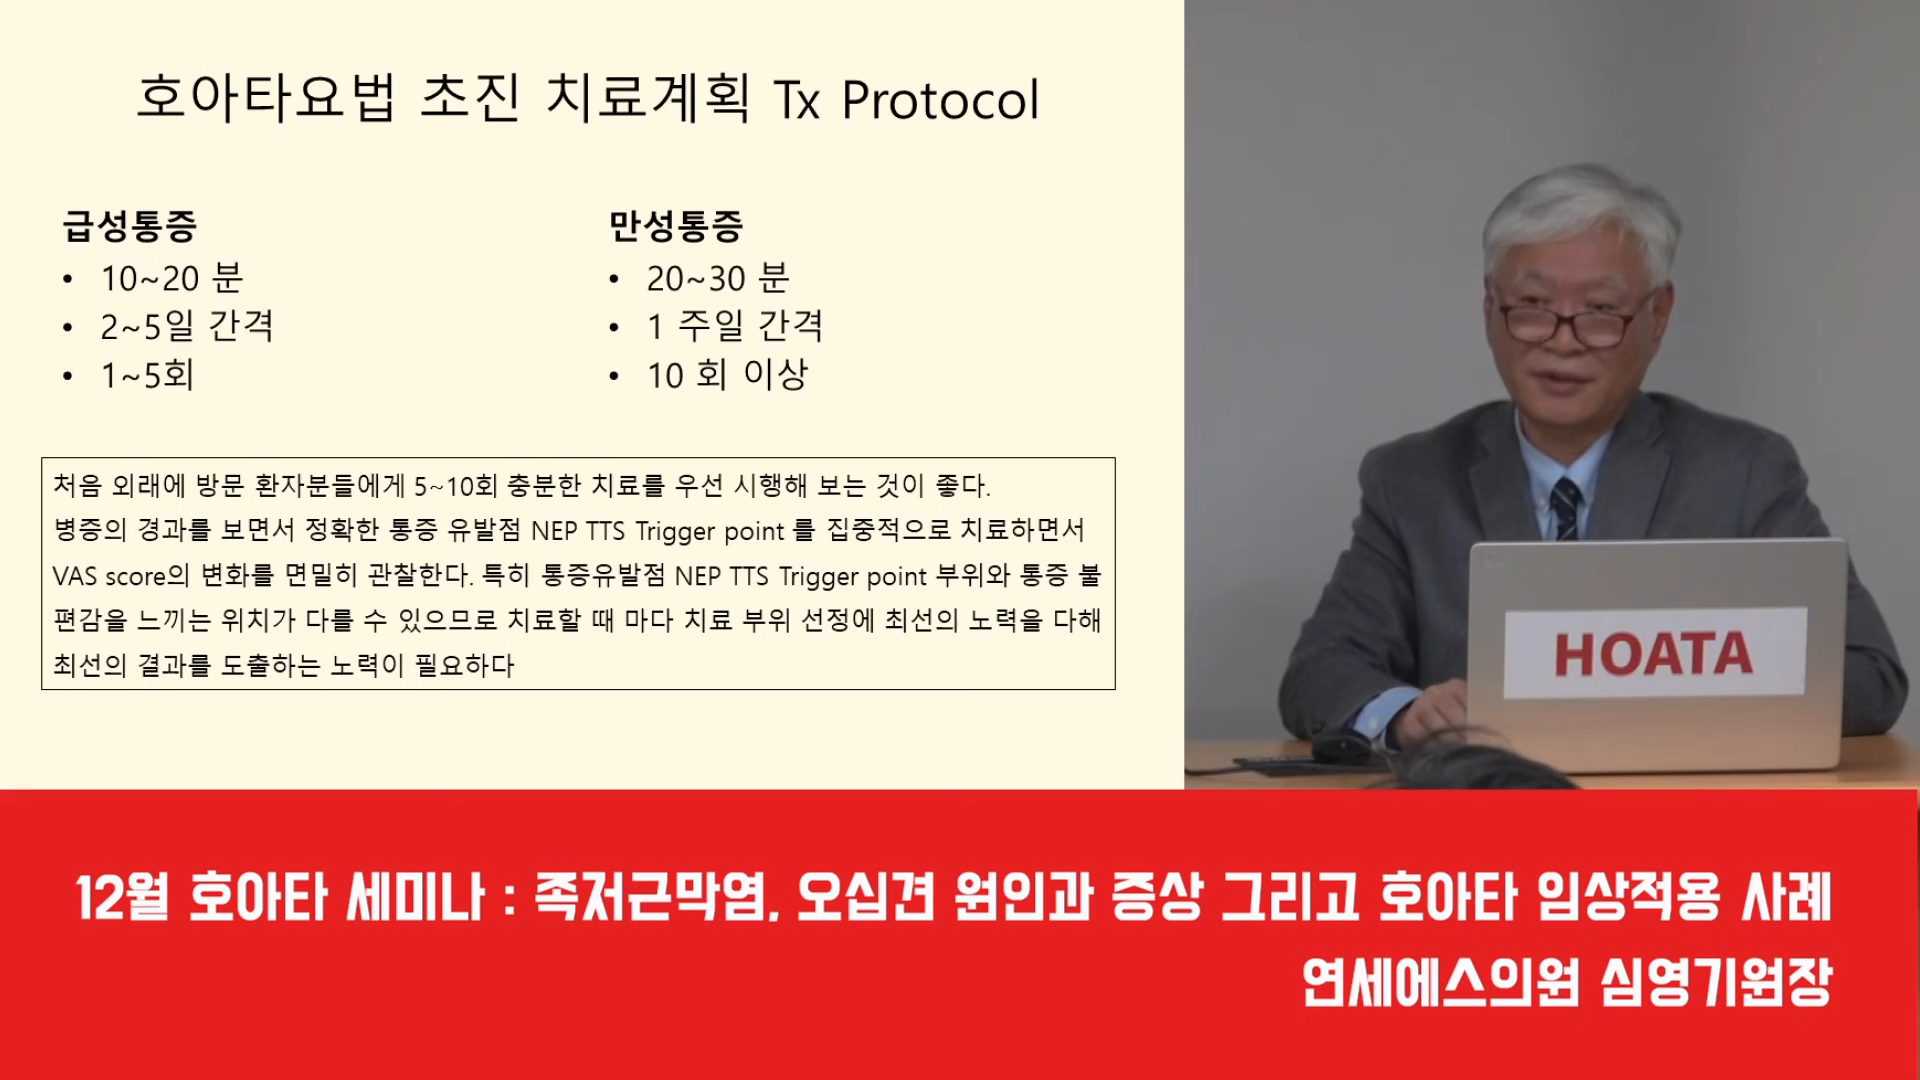 호아타요법 초진 치료계획 Tx Protocol
급성통증
• 10~20 분
• 2~5일 간격
• 1~5회
만성통증
• 20~30 분
• 1 주일 간격
• 10 회 이상
처음 외래에 방문 환자분들에게 5~10회 충분한 치료를 우선 시행해 보는 것이 좋다.
병증의 경과를 보면서 정확한 통증 유발점 NEP TTS Trigger point 를 집중적으로 치료하면서
VAS score의 변화를 면밀히 관찰한다. 특히 통증유발점 NEP TTS Trigger point 부위와 통증 불
편감을 느끼는 위치가 다를 수 있으므로 치료할 때 마다 치료 부위 선정에 최선의 노력을 다해
최선의 결과를 도출하는 노력이 필요하다
HOATA
12월 호아타 세미나 : 족저근막염, 오십견 원인과 증상 그리고 호아타 임상적용 사례
연세에스의원 심영기원장